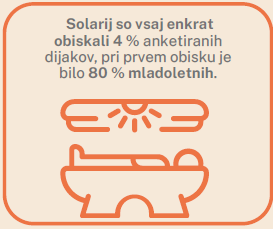 Solarij so vsaj enkrat
obiskali 4 % anketiranih
dijakov, pri prvem obisku je
bilo 80 % mladoletnih.